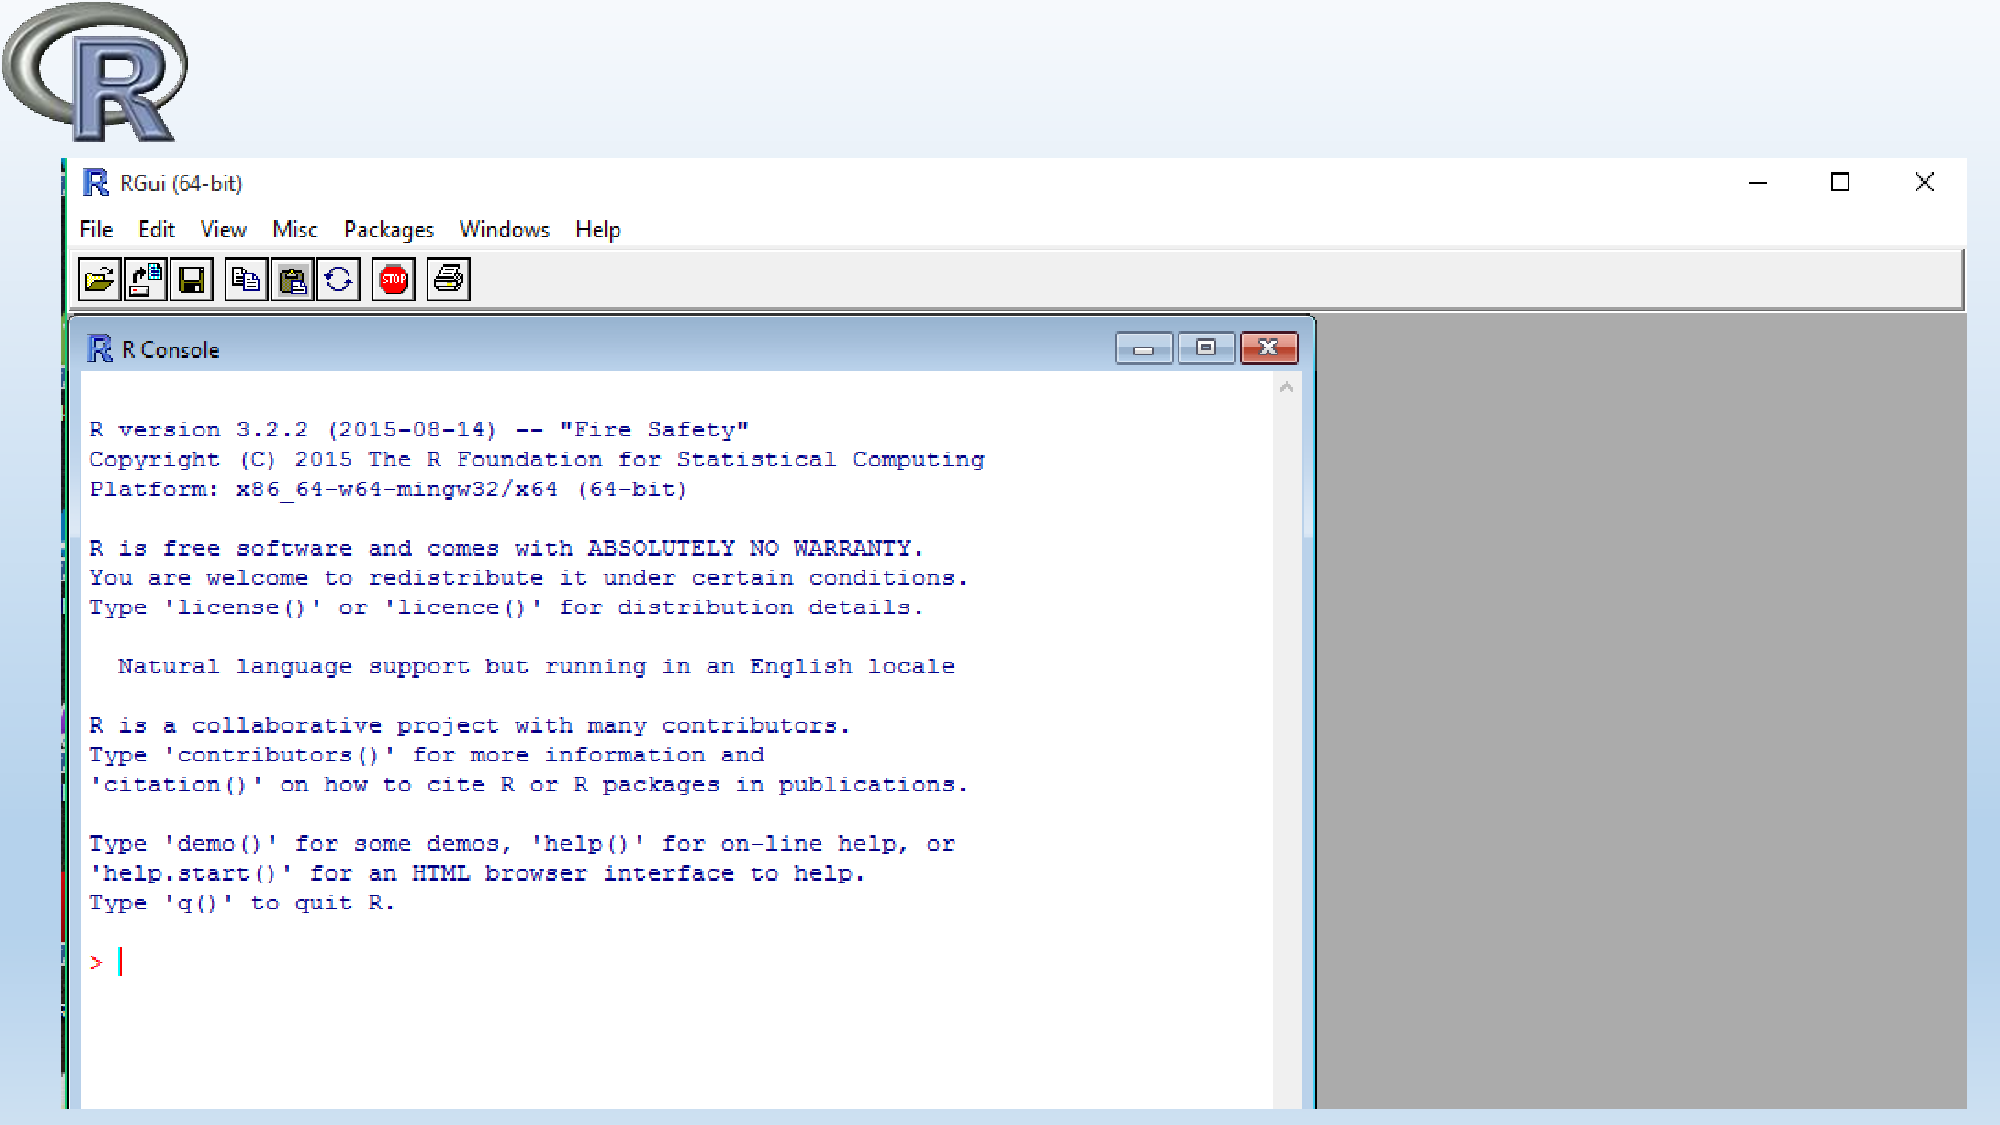 R
RGui (64-bit)
File Edit View Misc Packages Windows Help
STOP
R Console
R version 3.2.2 (2015-08-14) -- "Fire Safety"
Copyright (C) 2015 The R Foundation for Statistical Computing
Platform: x86_64-w64-mingw32/x64 (64-bit)
R is free software and comes with ABSOLUTELY NO WARRANTY.
You are welcome to redistribute it under certain conditions.
Type 'license()' or 'licence()' for distribution details.
Natural language support but running in an English locale
R is a collaborative project with many contributors.
Type 'contributors()' for more information and
'citation()' on how to cite R or R packages in publications.
Type 'demo()' for some demos, 'help()' for on-line help, or
'help.start()' for an HTML browser interface to help.
Type 'q()' to quit R.
>